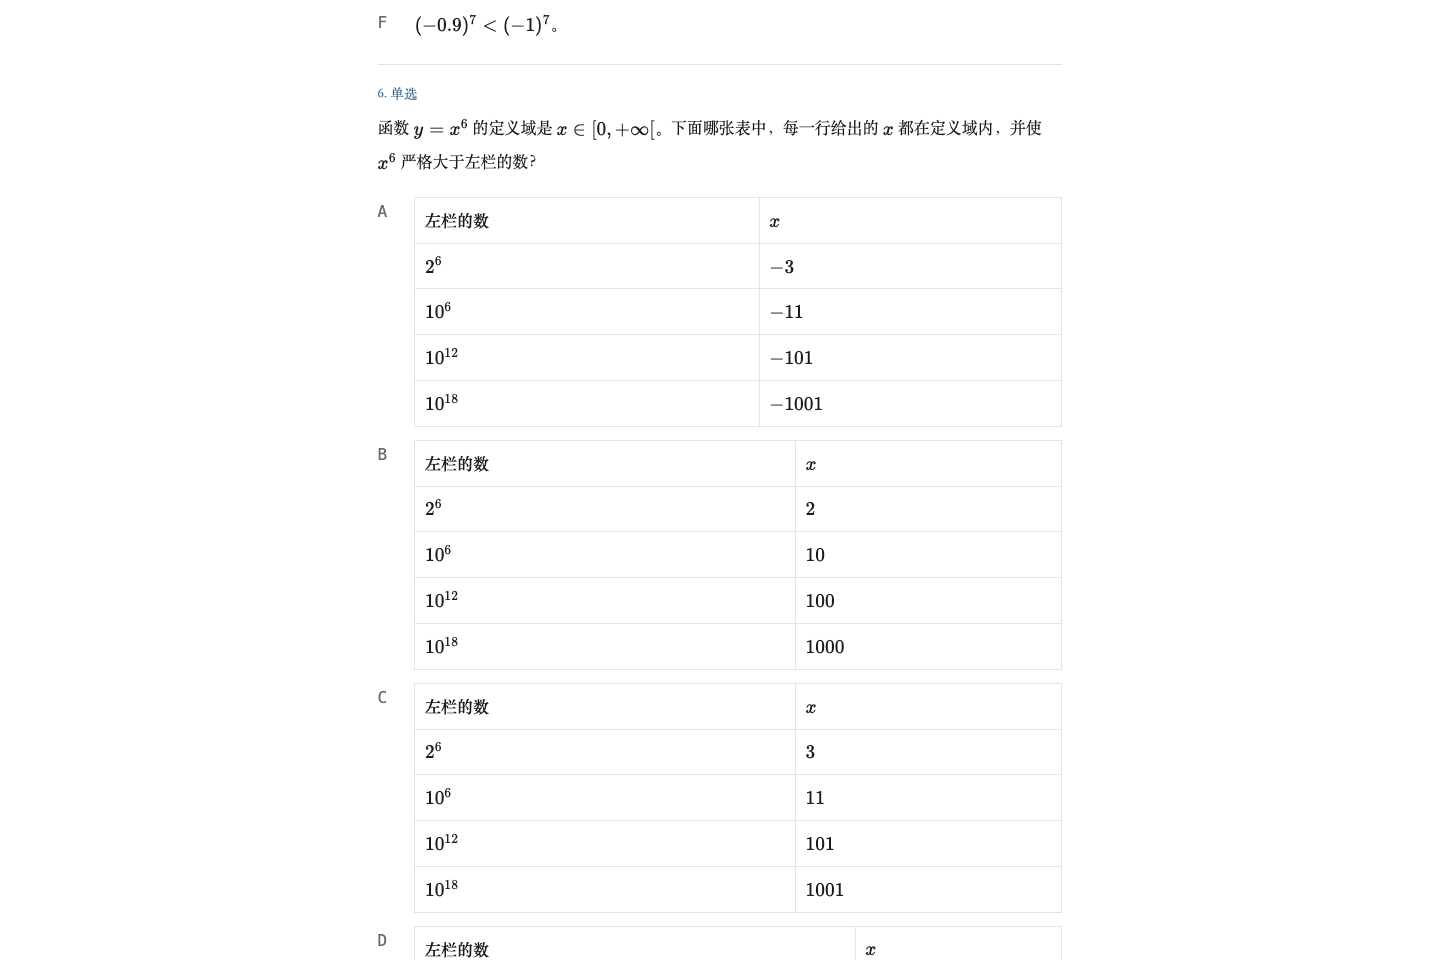 F (−0.9)⁷ < (−1)⁷。
6. 单选
函数 y = x⁶ 的定义域是 x ∈ [0, +∞[。下面哪张表中，每一行给出的 x 都在定义域内，并使
x⁶ 严格大于左栏的数？
A 左栏的数 x
2⁶ −3
10⁶ −11
10¹² −101
10¹⁸ −1001
B 左栏的数 x
2⁶ 2
10⁶ 10
10¹² 100
10¹⁸ 1000
C 左栏的数 x
2⁶ 3
10⁶ 11
10¹² 101
10¹⁸ 1001
D 左栏的数 x